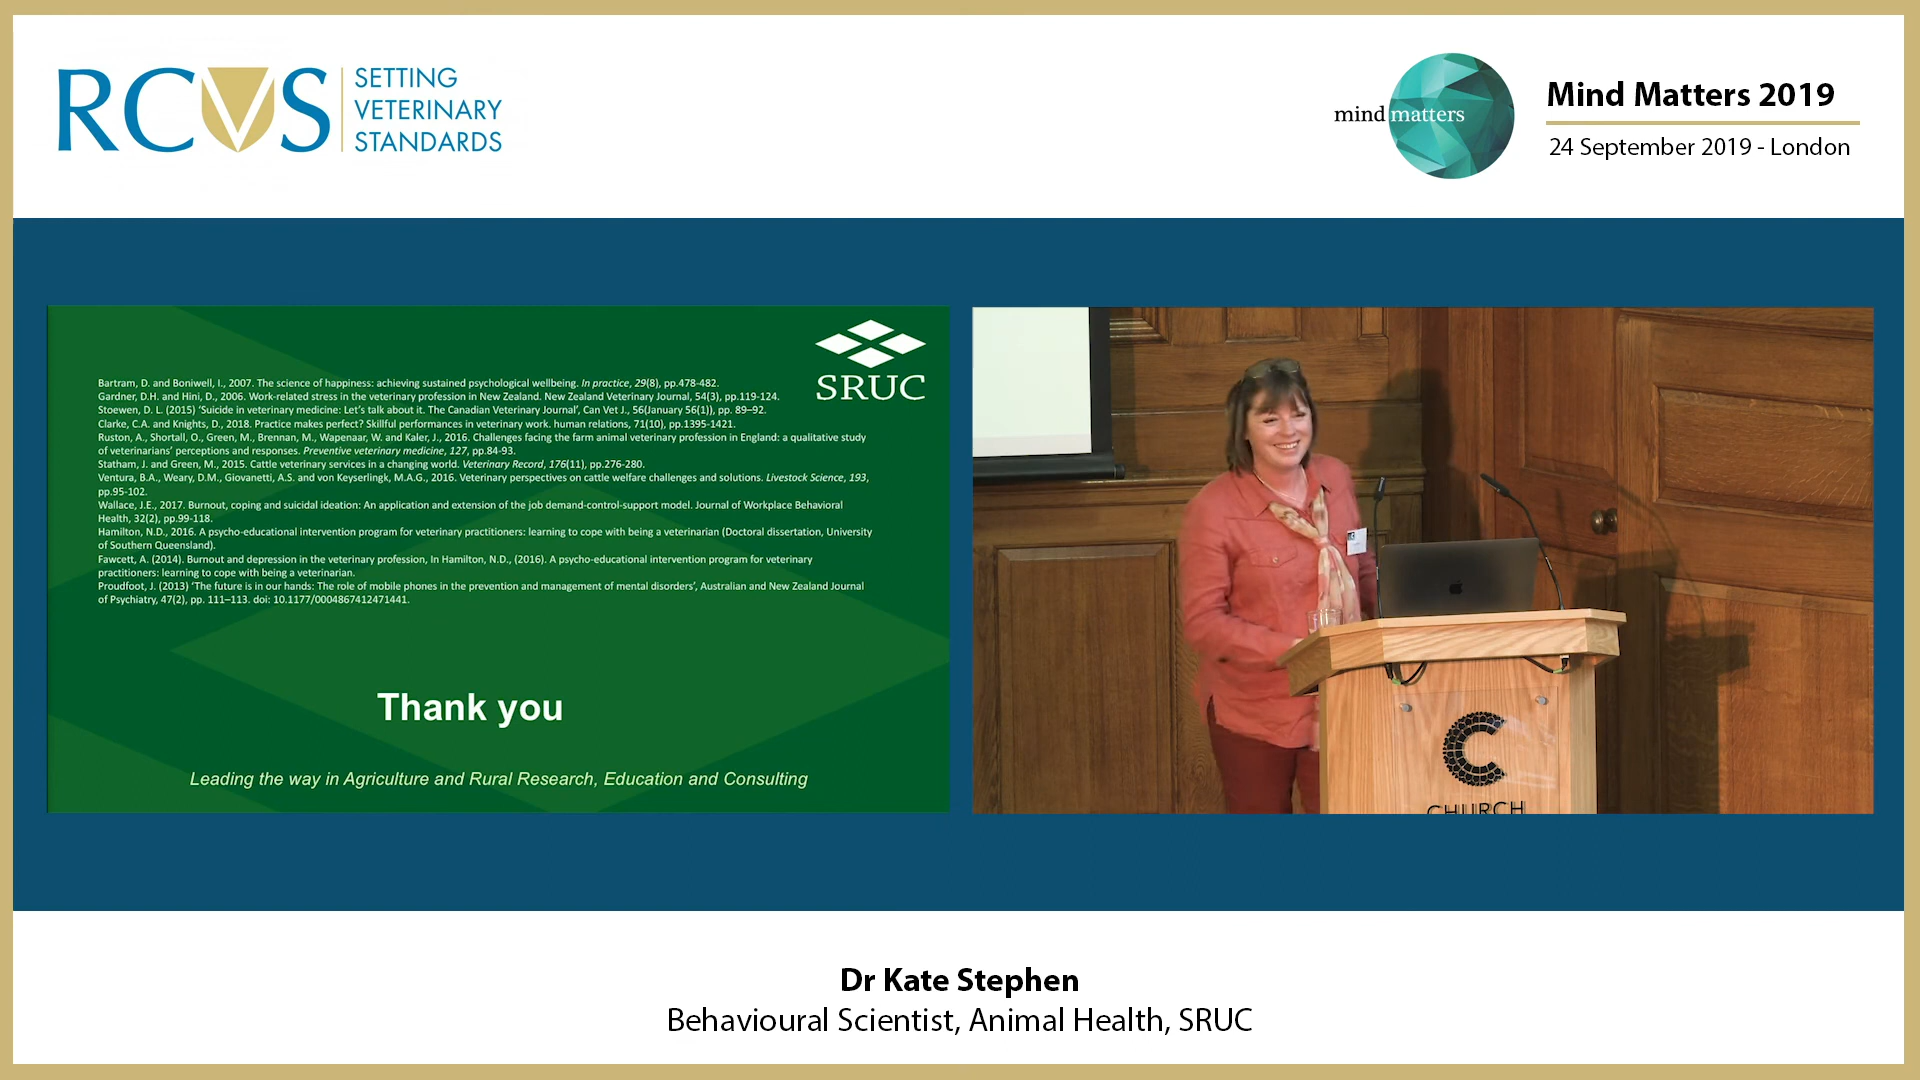 RCVS
SETTING
VETERINARY
STANDARDS
mind matters
Mind Matters 2019
24 September 2019 - London
SRUC
Bartram, D. and Boniwell, I., 2007. The science of happiness: achieving sustained psychological wellbeing. In practice, 29(8), pp.478-482.
Gardner, D.H. and Hini, D., 2006. Work-related stress in the veterinary profession in New Zealand. New Zealand Veterinary Journal, 54(3), pp.119-124.
Stoewen, D. L. (2015) ‘Suicide in veterinary medicine: Let’s talk about it. The Canadian Veterinary Journal’, Can Vet J., 56(January 56(1)), pp. 89–92.
Clarke, C.A. and Knights, D., 2018. Practice makes perfect? Skillful performances in veterinary work. human relations, 71(10), pp.1395-1421.
Ruston, A., Shortall, O., Green, M., Brennan, M., Wapenaar, W. and Kaler, J., 2016. Challenges facing the farm animal veterinary profession in England: a qualitative study
of veterinarians’ perceptions and responses. Preventive veterinary medicine, 127, pp.84-93.
Statham, J. and Green, M., 2015. Cattle veterinary services in a changing world. Veterinary Record, 176(11), pp.276-280.
Ventura, B.A., Weary, D.M., Giovanetti, A.S. and von Keyserlingk, M.A.G., 2016. Veterinary perspectives on cattle welfare challenges and solutions. Livestock Science, 193,
pp.95-102.
Wallace, J.E., 2017. Burnout, coping and suicidal ideation: An application and extension of the job demand-control-support model. Journal of Workplace Behavioral
Health, 32(2), pp.99-118.
Hamilton, N.D., 2016. A psycho-educational intervention program for veterinary practitioners: learning to cope with being a veterinarian (Doctoral dissertation, University
of Southern Queensland).
Fawcett, A. (2014). Burnout and depression in the veterinary profession, In Hamilton, N.D., (2016). A psycho-educational intervention program for veterinary
practitioners: learning to cope with being a veterinarian.
Proudfoot, J. (2013) ‘The future is in our hands: The role of mobile phones in the prevention and management of mental disorders’, Australian and New Zealand Journal
of Psychiatry, 47(2), pp. 111–113. doi: 10.1177/0004867412471441.
Thank you
Leading the way in Agriculture and Rural Research, Education and Consulting
C
CHURCH
Dr Kate Stephen
Behavioural Scientist, Animal Health, SRUC